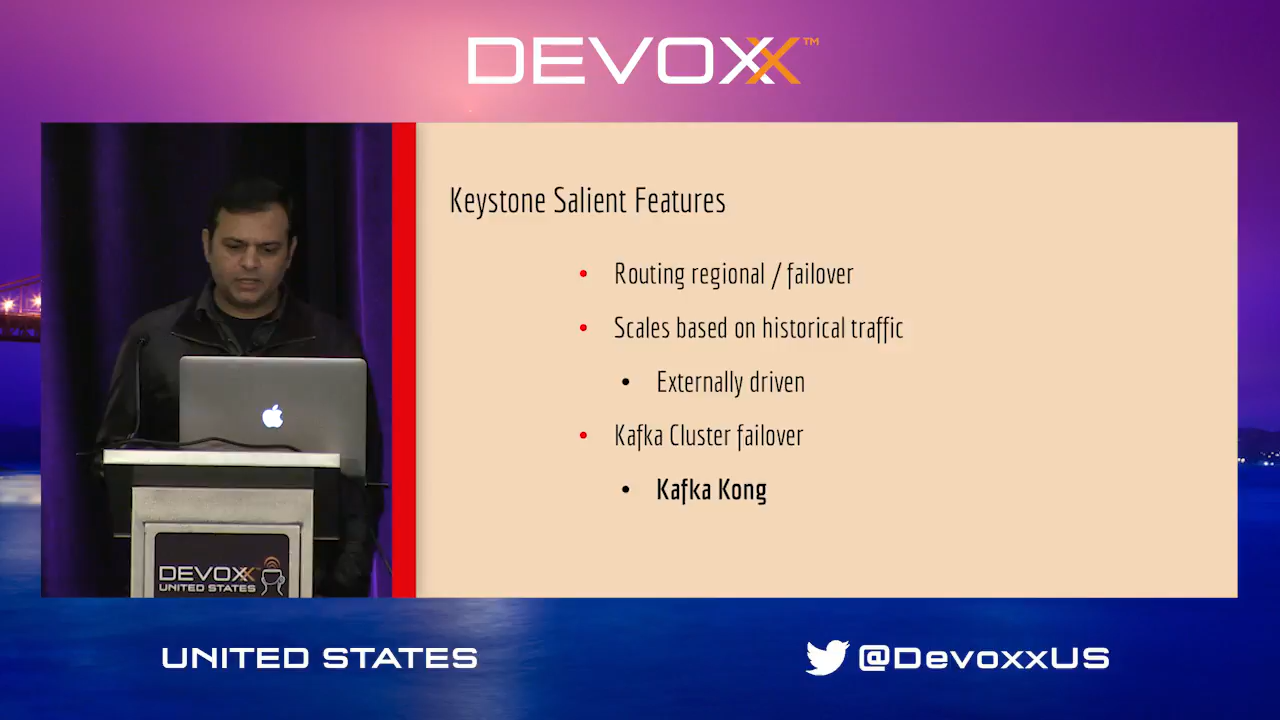 DEVOXX™
Keystone Salient Features
• Routing regional / failover
• Scales based on historical traffic
• Externally driven
• Kafka Cluster failover
• Kafka Kong
DEVOXX
UNITED STATES
UNITED STATES
@DevoxxUS